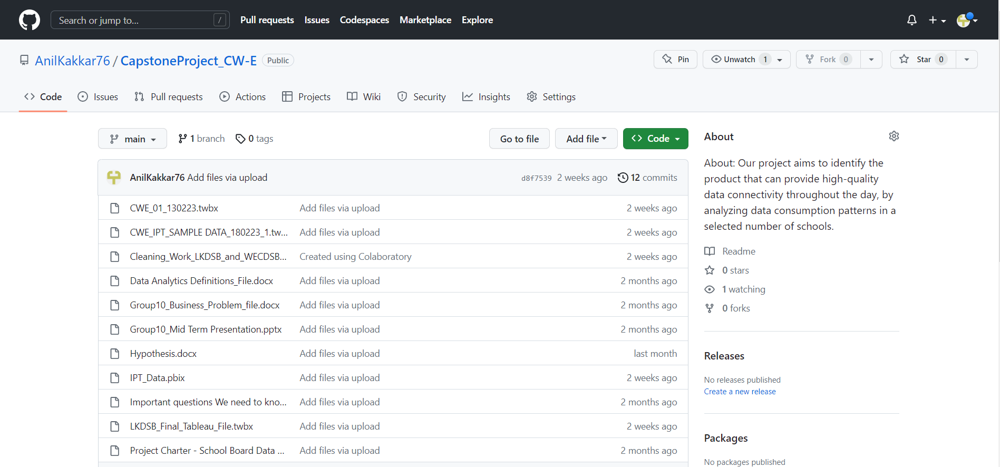 Search or jump to... /
Pull requests Issues Codespaces Marketplace Explore
AnilKakkar76 / CapstoneProject_CW-E Public
Pin Unwatch 1 Fork 0 Star 0
Code Issues Pull requests Actions Projects Wiki Security Insights Settings
main 1 branch 0 tags Go to file Add file Code
AnilKakkar76 Add files via upload d8f7539 2 weeks ago 12 commits
CWE_01_130223.twbx Add files via upload 2 weeks ago
CWE_IPT_SAMPLE DATA_180223_1.tw... Add files via upload 2 weeks ago
Cleaning_Work_LKDSB_and_WECDSB... Created using Colaboratory 2 weeks ago
Data Analytics Definitions_File.docx Add files via upload 2 months ago
Group10_Business_Problem_file.docx Add files via upload 2 months ago
Group10_Mid Term Presentation.pptx Add files via upload 2 months ago
Hypothesis.docx Add files via upload last month
IPT_Data.pbix Add files via upload 2 weeks ago
Important questions We need to kno... Add files via upload 2 months ago
LKDSB_Final_Tableau_File.twbx Add files via upload 2 weeks ago
Project Charter - School Board Data ... Add files via upload 2 months ago
About
About: Our project aims to identify the
product that can provide high-quality
data connectivity throughout the day, by
analyzing data consumption patterns in a
selected number of schools.
Readme
0 stars
1 watching
0 forks
Releases
No releases published
Create a new release
Packages
No packages published